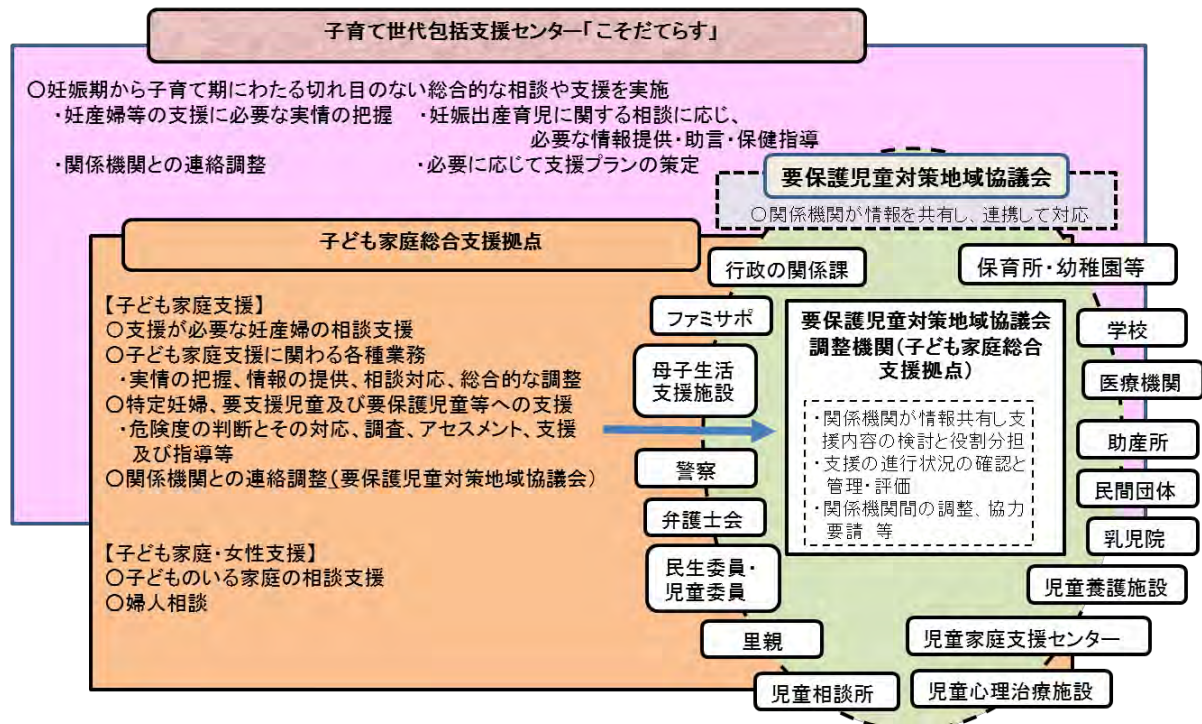 子育て世代包括支援センター「こそだてらす」
○妊娠期から子育て期にわたる切れ目のない総合的な相談や支援を実施
・妊産婦等の支援に必要な実情の把握 ・妊娠出産育児に関する相談に応じ、
必要な情報提供・助言・保健指導
・関係機関との連絡調整 ・必要に応じて支援プランの策定
要保護児童対策地域協議会
○関係機関が情報を共有し、連携して対応
子ども家庭総合支援拠点
【子ども家庭支援】
○支援が必要な妊産婦の相談支援
○子ども家庭支援に関わる各種業務
・実情の把握、情報の提供、相談対応、総合的な調整
○特定妊婦、要支援児童及び要保護児童等への支援
・危険度の判断とその対応、調査、アセスメント、支援
及び指導等
○関係機関との連絡調整(要保護児童対策地域協議会)
【子ども家庭・女性支援】
○子どものいる家庭の相談支援
○婦人相談
行政の関係課
ファミサポ
母子生活
支援施設
警察
弁護士会
民生委員・
児童委員
里親
児童相談所
要保護児童対策地域協議会
調整機関(子ども家庭総合
支援拠点)
・関係機関が情報共有し支
援内容の検討と役割分担
・支援の進行状況の確認と
管理・評価
・関係機関間の調整、協力
要請 等
保育所・幼稚園等
学校
医療機関
助産所
民間団体
乳児院
児童養護施設
児童家庭支援センター
児童心理治療施設